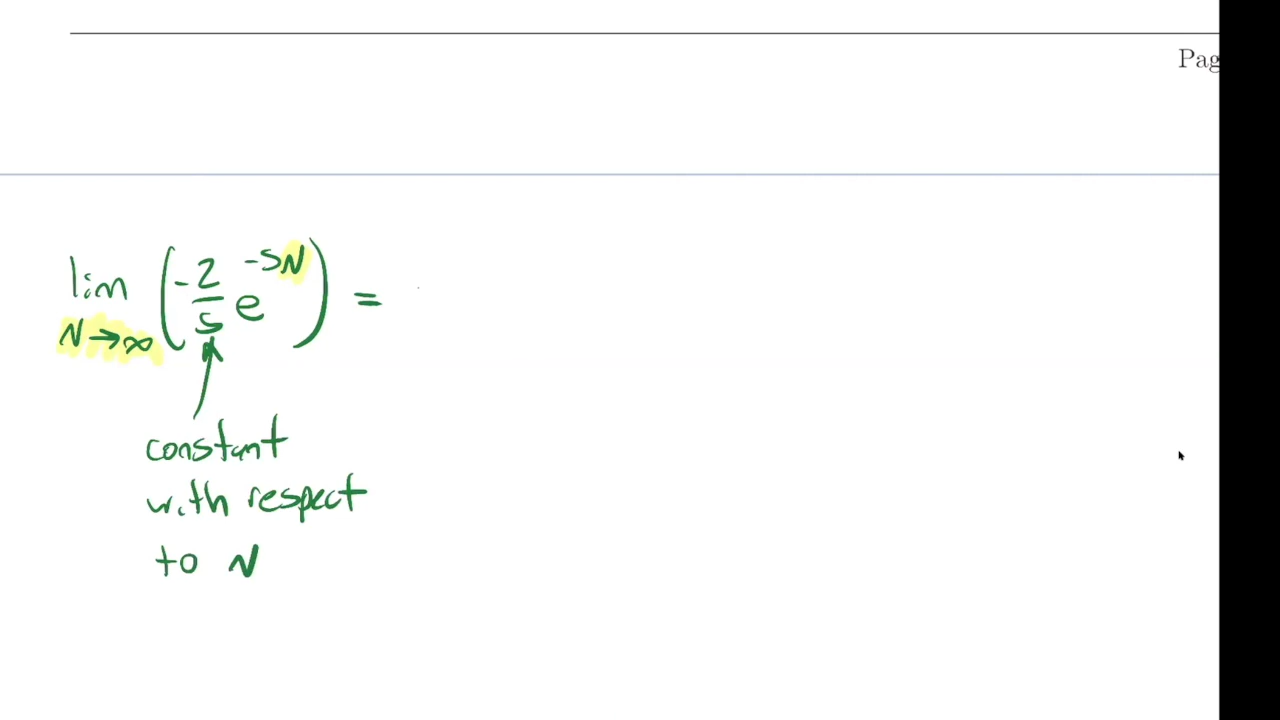 Pag
lim (-2/5 e^-5N) =
N→∞
constant
with respect
to N